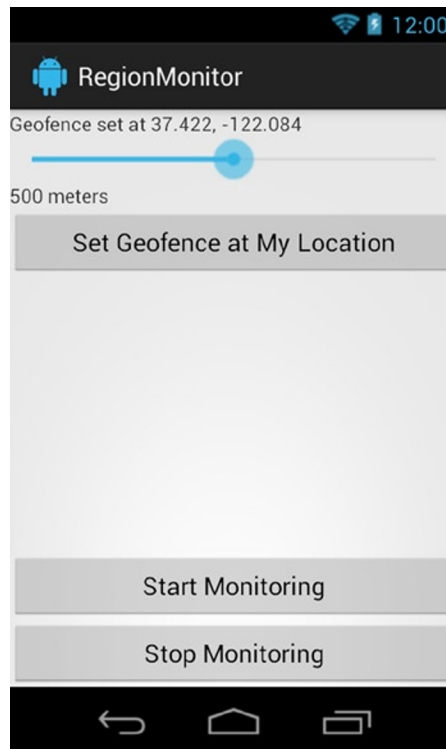 12:00
RegionMonitor
Geofence set at 37.422, -122.084
500 meters
Set Geofence at My Location
Start Monitoring
Stop Monitoring